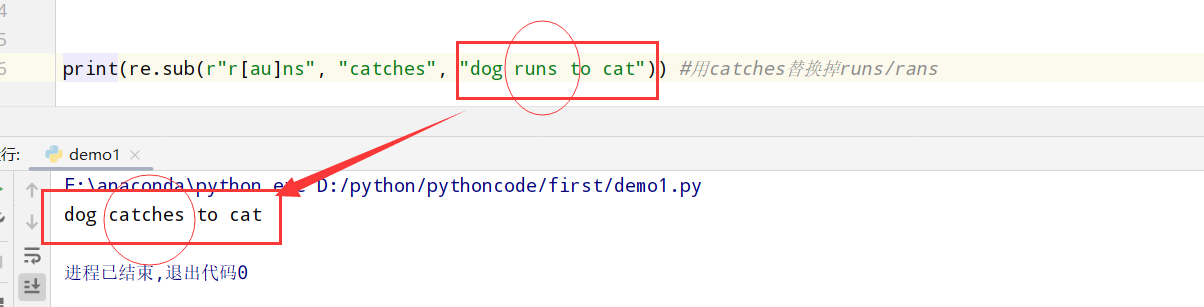 4
5
6 print(re.sub(r"r[au]ns", "catches", "dog runs to cat")) #用catches替换掉runs/rans
行: demo1 ×
E:\anaconda\python.exe D:/python/pythoncode/first/demo1.py
dog catches to cat
进程已结束,退出代码0